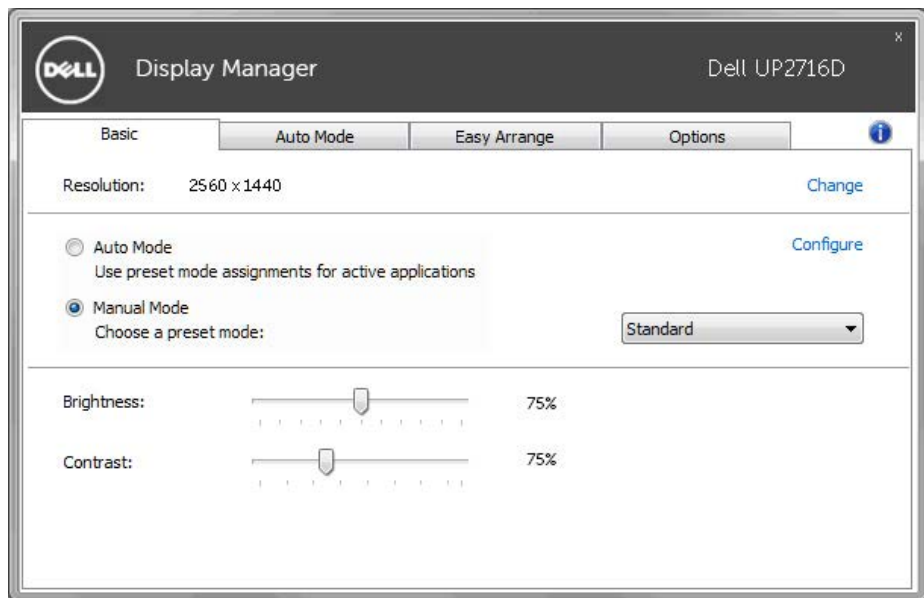 x
DELL Display Manager Dell UP2716D
Basic Auto Mode Easy Arrange Options i
Resolution: 2560 x 1440 Change
Auto Mode Configure
Use preset mode assignments for active applications
Manual Mode
Choose a preset mode: Standard
Brightness: 75%
Contrast: 75%